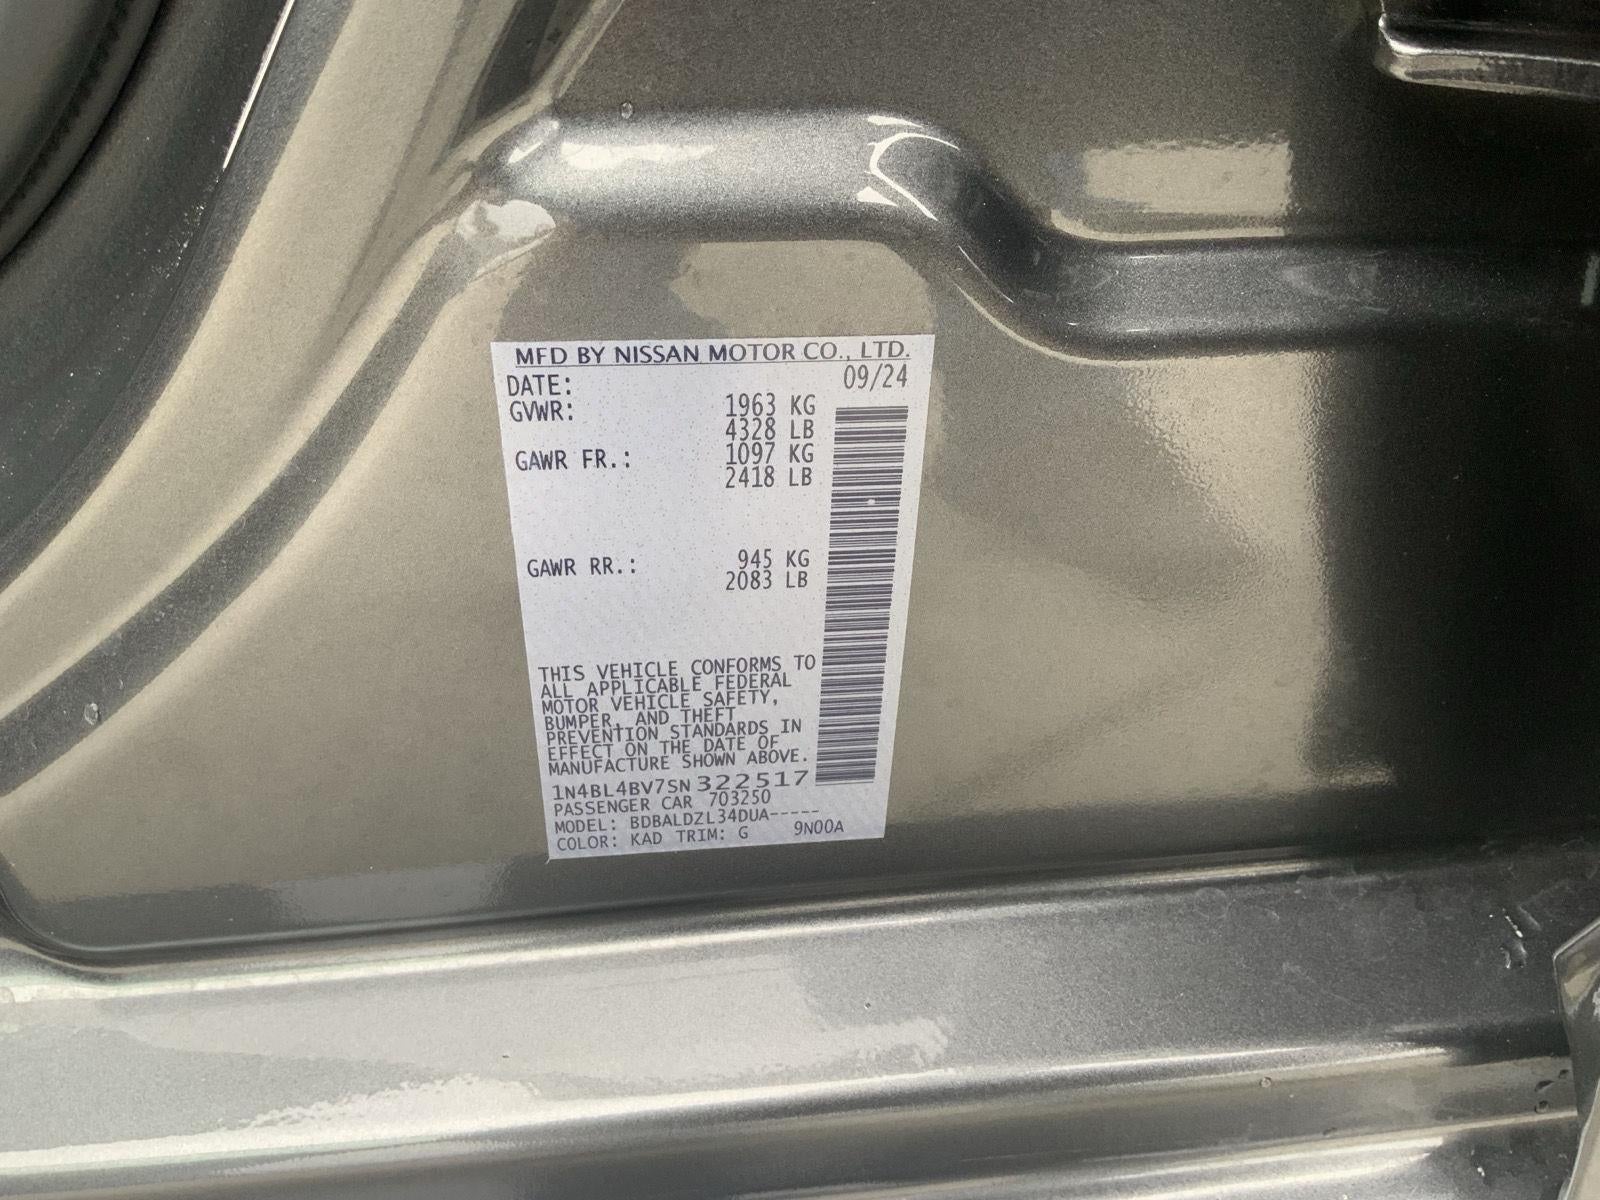 MFD BY NISSAN MOTOR CO., LTD.
DATE: 09/24
GVWR: 1963 KG
4328 LB
GAWR FR.: 1097 KG
2418 LB
GAWR RR.: 945 KG
2083 LB
THIS VEHICLE CONFORMS TO
ALL APPLICABLE FEDERAL
MOTOR VEHICLE SAFETY,
BUMPER, AND THEFT
PREVENTION STANDARDS IN
EFFECT ON THE DATE OF
MANUFACTURE SHOWN ABOVE.
1N4BL4BV7SN322517
PASSENGER CAR 703250
MODEL: BDBALDZL34DUA-----
COLOR: KAD TRIM: G 9N00A